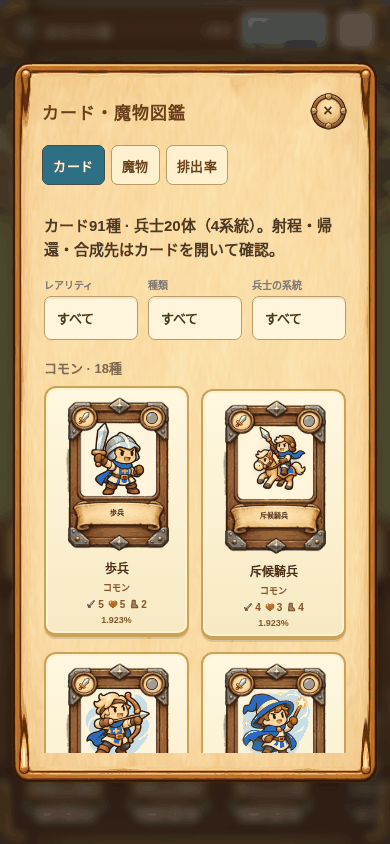 カード・魔物図鑑
×
カード
魔物
排出率
カード91種・兵士20体（4系統）。射程・帰
還・合成先はカードを開いて確認。
レアリティ
種類
兵士の系統
すべて
すべて
すべて
コモン・18種
歩兵
斥候騎兵
歩兵
コモン
5 5 2
1.923%
斥候騎兵
コモン
4 3 4
1.923%